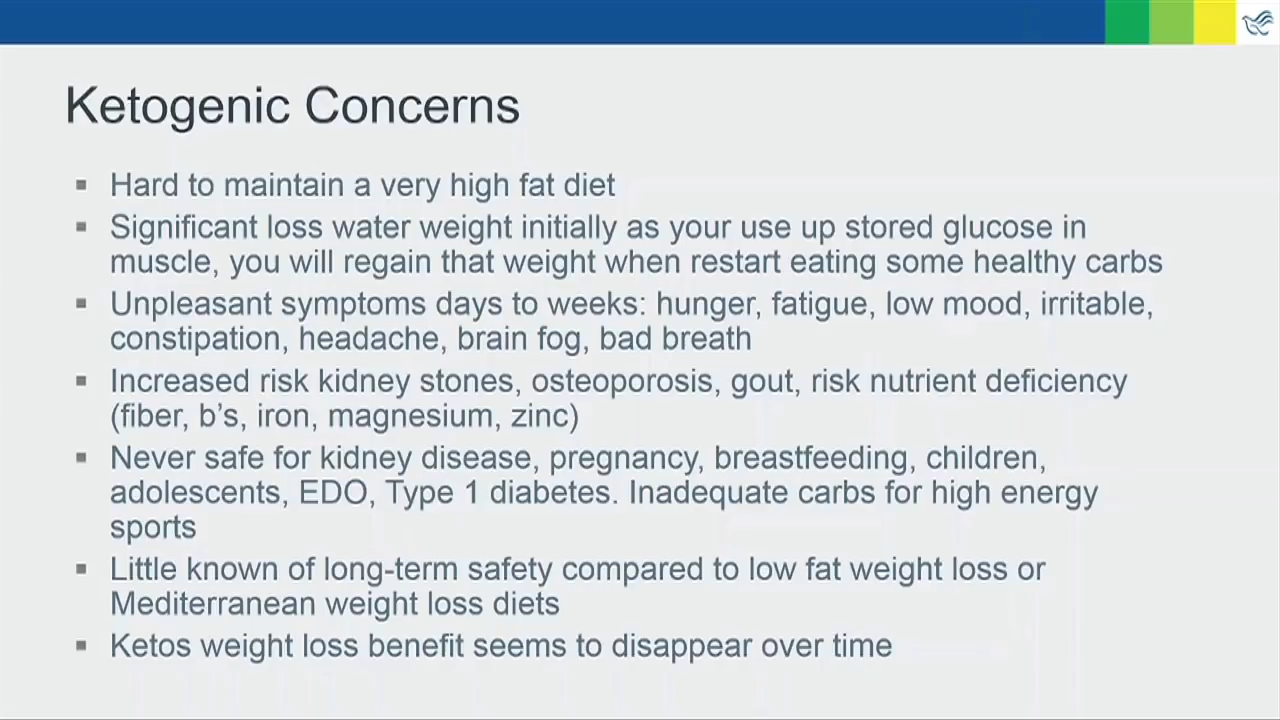 Ketogenic Concerns
▪ Hard to maintain a very high fat diet
▪ Significant loss water weight initially as your use up stored glucose in
muscle, you will regain that weight when restart eating some healthy carbs
▪ Unpleasant symptoms days to weeks: hunger, fatigue, low mood, irritable,
constipation, headache, brain fog, bad breath
▪ Increased risk kidney stones, osteoporosis, gout, risk nutrient deficiency
(fiber, b’s, iron, magnesium, zinc)
▪ Never safe for kidney disease, pregnancy, breastfeeding, children,
adolescents, EDO, Type 1 diabetes. Inadequate carbs for high energy
sports
▪ Little known of long-term safety compared to low fat weight loss or
Mediterranean weight loss diets
▪ Ketos weight loss benefit seems to disappear over time